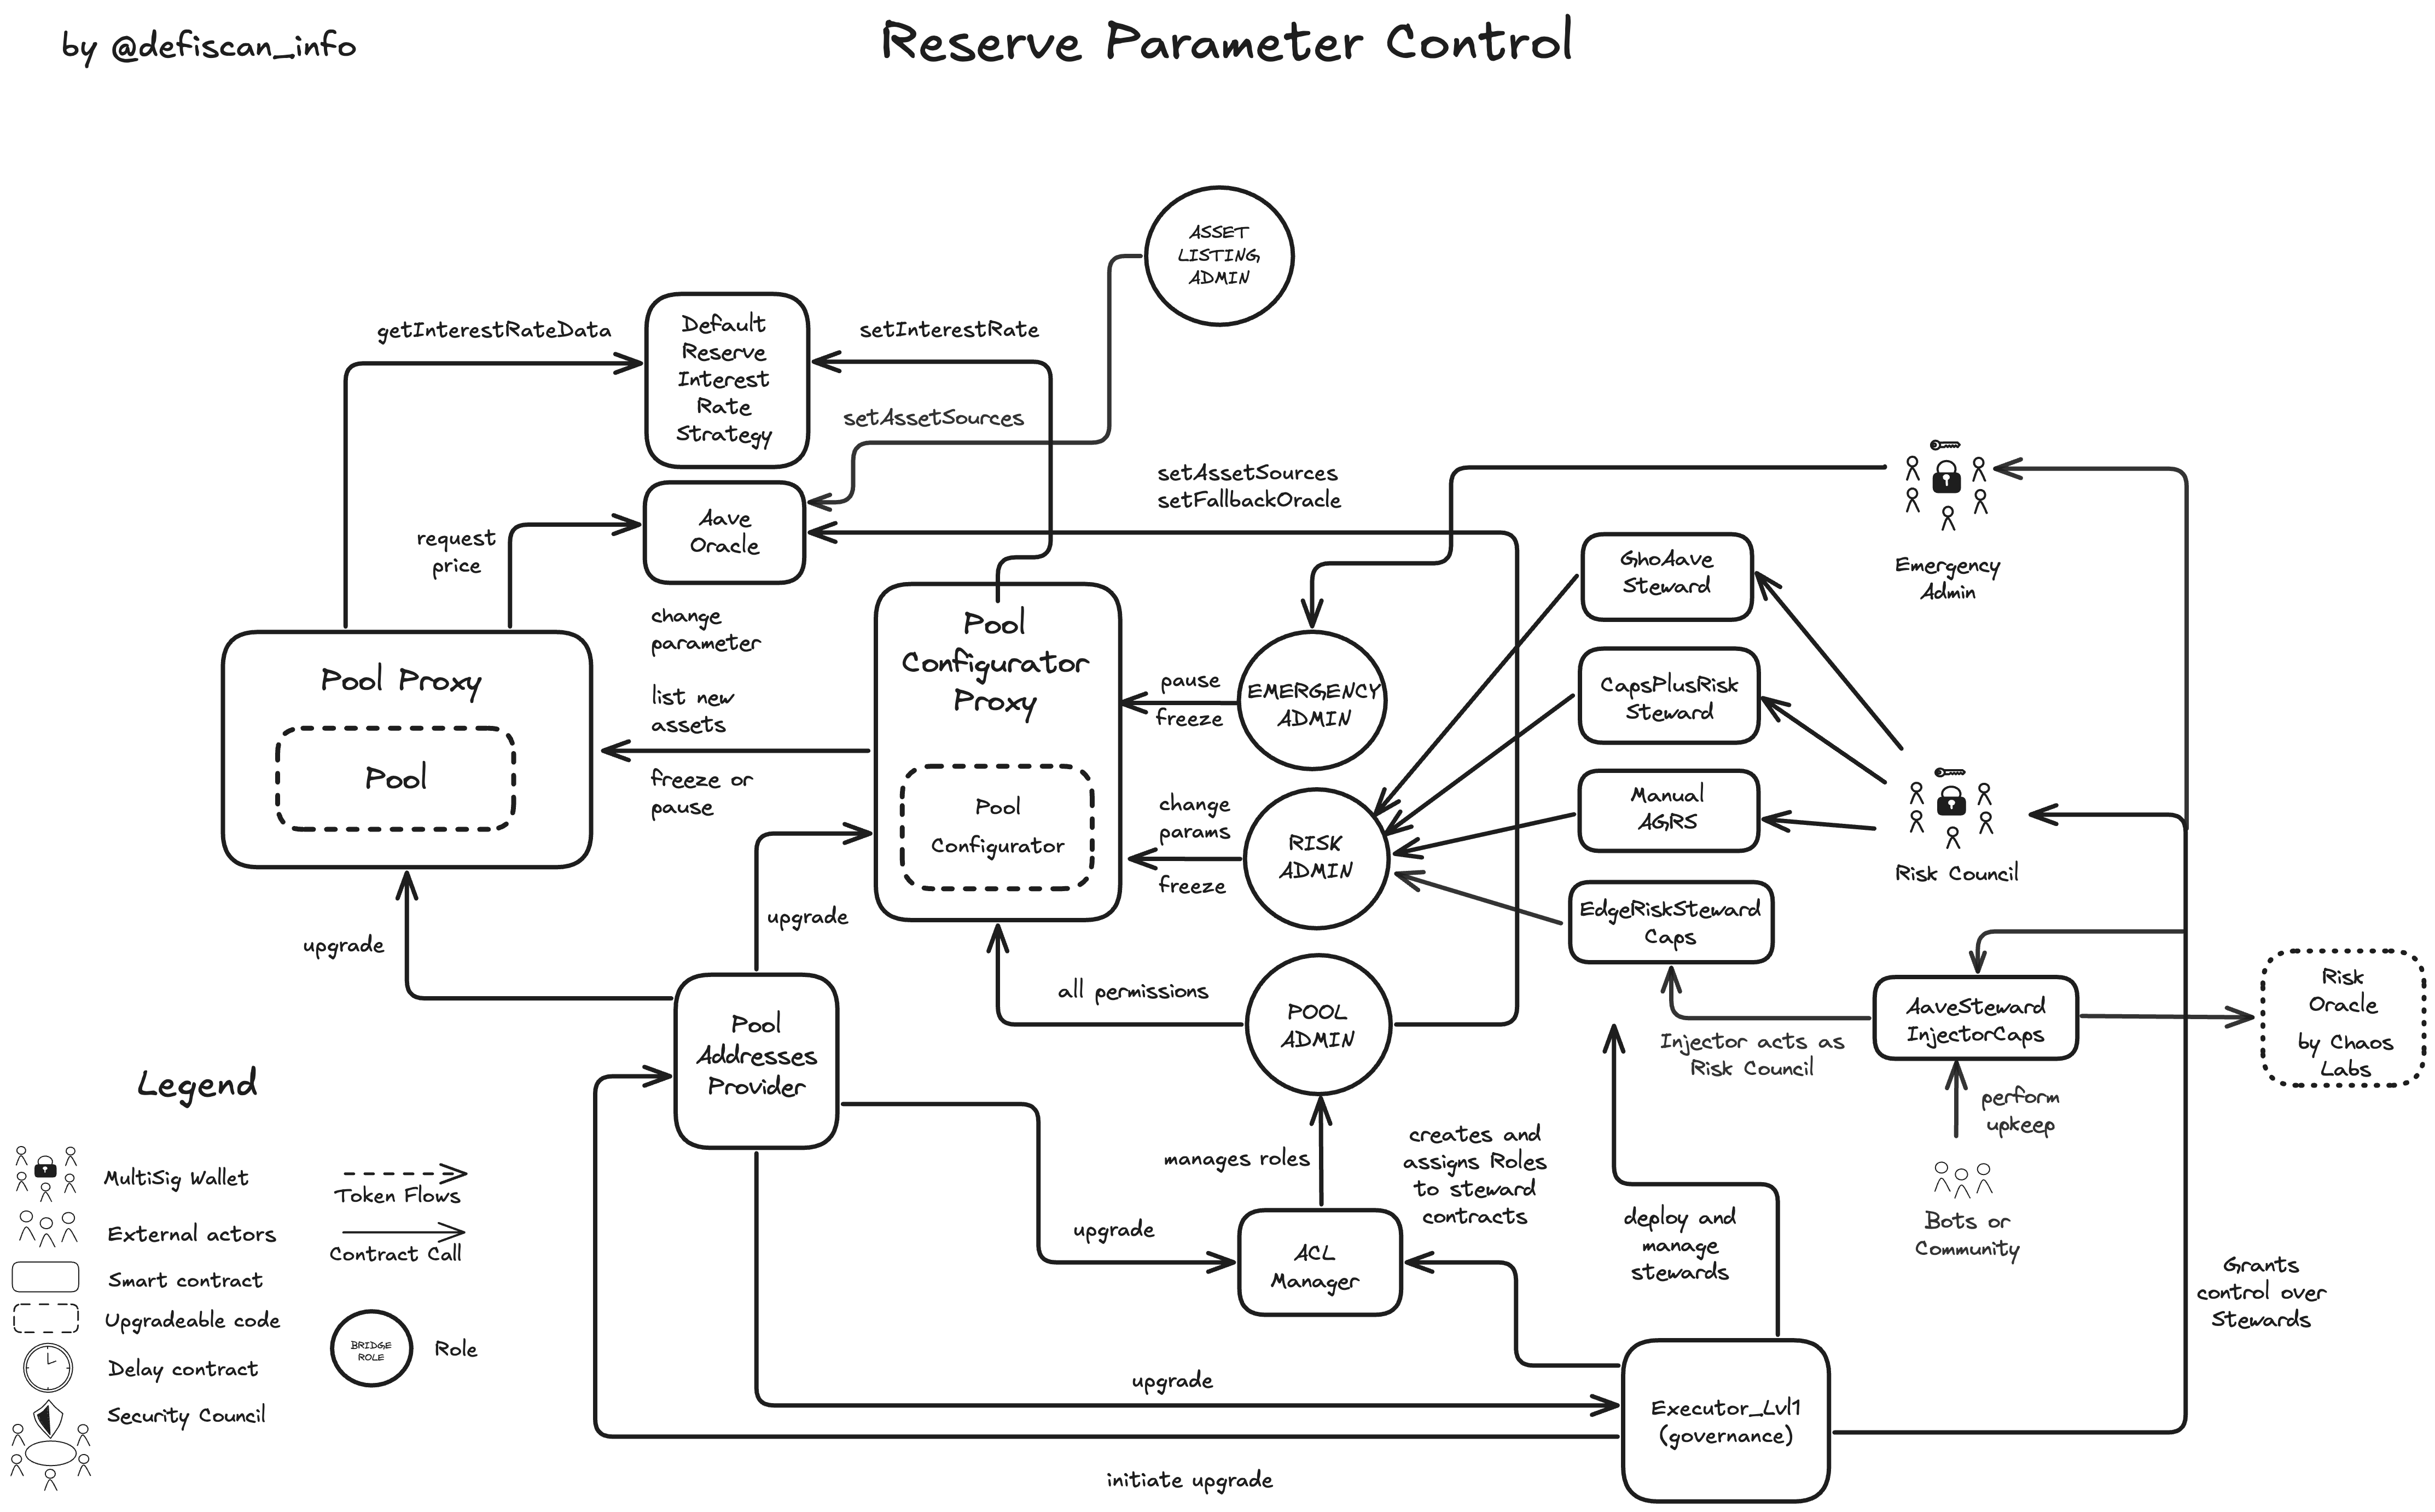 by @defiscan_info
Reserve Parameter Control
ASSET
LISTING
ADMIN
getInterestRateData
Default
Reserve
Interest
Rate
Strategy
setInterestRate
setAssetSources
setAssetSources
setFallbackOracle
request
price
Aave
Oracle
GhoAave
Steward
Emergency
Admin
change
parameter
list new
assets
freeze or
pause
Pool Proxy
Pool
Pool
Configurator
Proxy
Pool
Configurator
pause
freeze
EMERGENCY
ADMIN
CapsPlusRisk
Steward
change
params
freeze
RISK
ADMIN
Manual
AGRS
Risk Council
EdgeRiskSteward
Caps
upgrade
upgrade
all permissions
POOL
ADMIN
Injector acts as
Risk Council
AaveSteward
InjectorCaps
Risk
Oracle
by Chaos
Labs
Pool
Addresses
Provider
perform
upkeep
Bots or
Community
manages roles
creates and
assigns Roles
to steward
contracts
deploy and
manage
stewards
upgrade
ACL
Manager
Grants
control over
Stewards
upgrade
Executor_Lvl1
(governance)
initiate upgrade
Legend
MultiSig Wallet
External actors
Smart contract
Upgradeable code
Delay contract
Security Council
Token Flows
Contract Call
BRIDGE
ROLE
Role